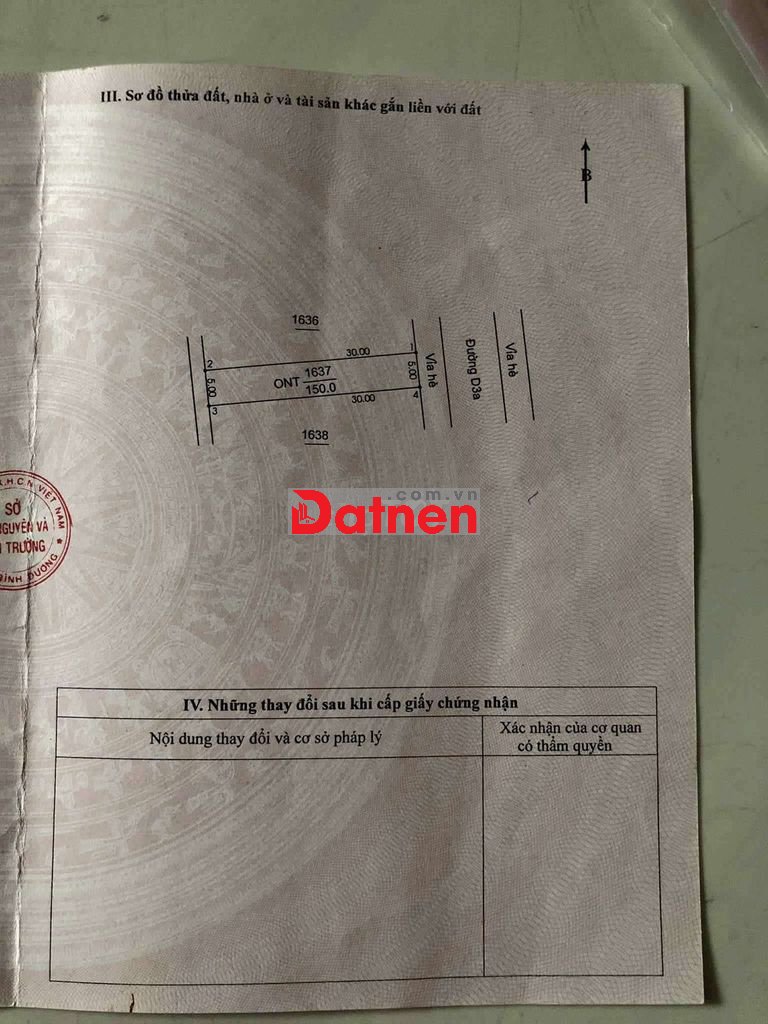 III. Sơ đồ thửa đất, nhà ở và tài sản khác gắn liền với đất
B
1636
30.00
1
2
5.00
ONT
1637
150.0
5.00
3
30.00
4
Vỉa hè
Đường D3a
Vỉa hè
1638
.com.vn
Datnen
X.H.C.N VIỆT NAM
SỞ
NGUYÊN VÀ
TRƯỜNG
BÌNH DƯƠNG
IV. Những thay đổi sau khi cấp giấy chứng nhận
Nội dung thay đổi và cơ sở pháp lý
Xác nhận của cơ quan
có thẩm quyền